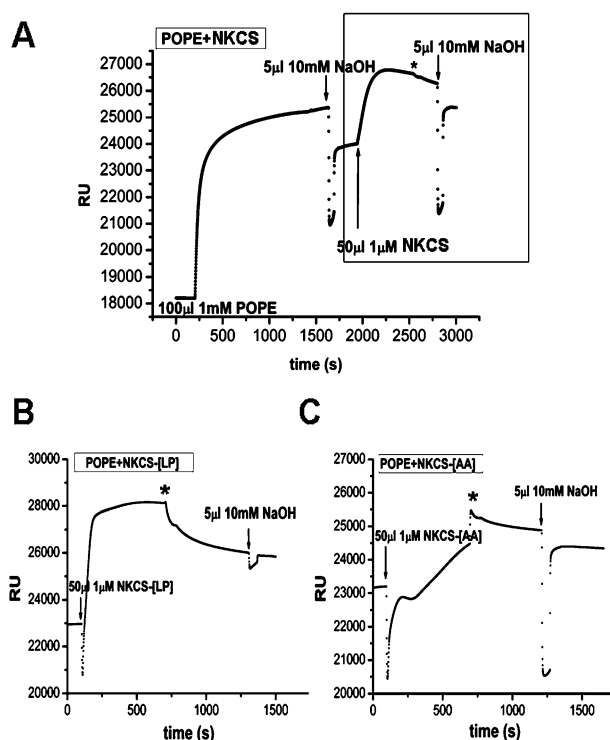 A
POPE+NKCS
5µl 10mM NaOH
*
5µl 10mM NaOH
27000
26000
25000
24000
23000
22000
21000
20000
19000
18000
RU
50µl 1µM NKCS
100µl 1mM POPE
0 500 1000 1500 2000 2500 3000
time (s)
B
POPE+NKCS-[LP]
30000
28000
26000
24000
22000
20000
RU
*
5µl 10mM NaOH
50µl 1µM NKCS-[LP]
0 500 1000 1500
time (s)
C
POPE+NKCS-[AA]
27000
26000
25000
24000
23000
22000
21000
20000
RU
*
5µl 10mM NaOH
50µl 1µM NKCS-[AA]
0 500 1000 1500
time (s)